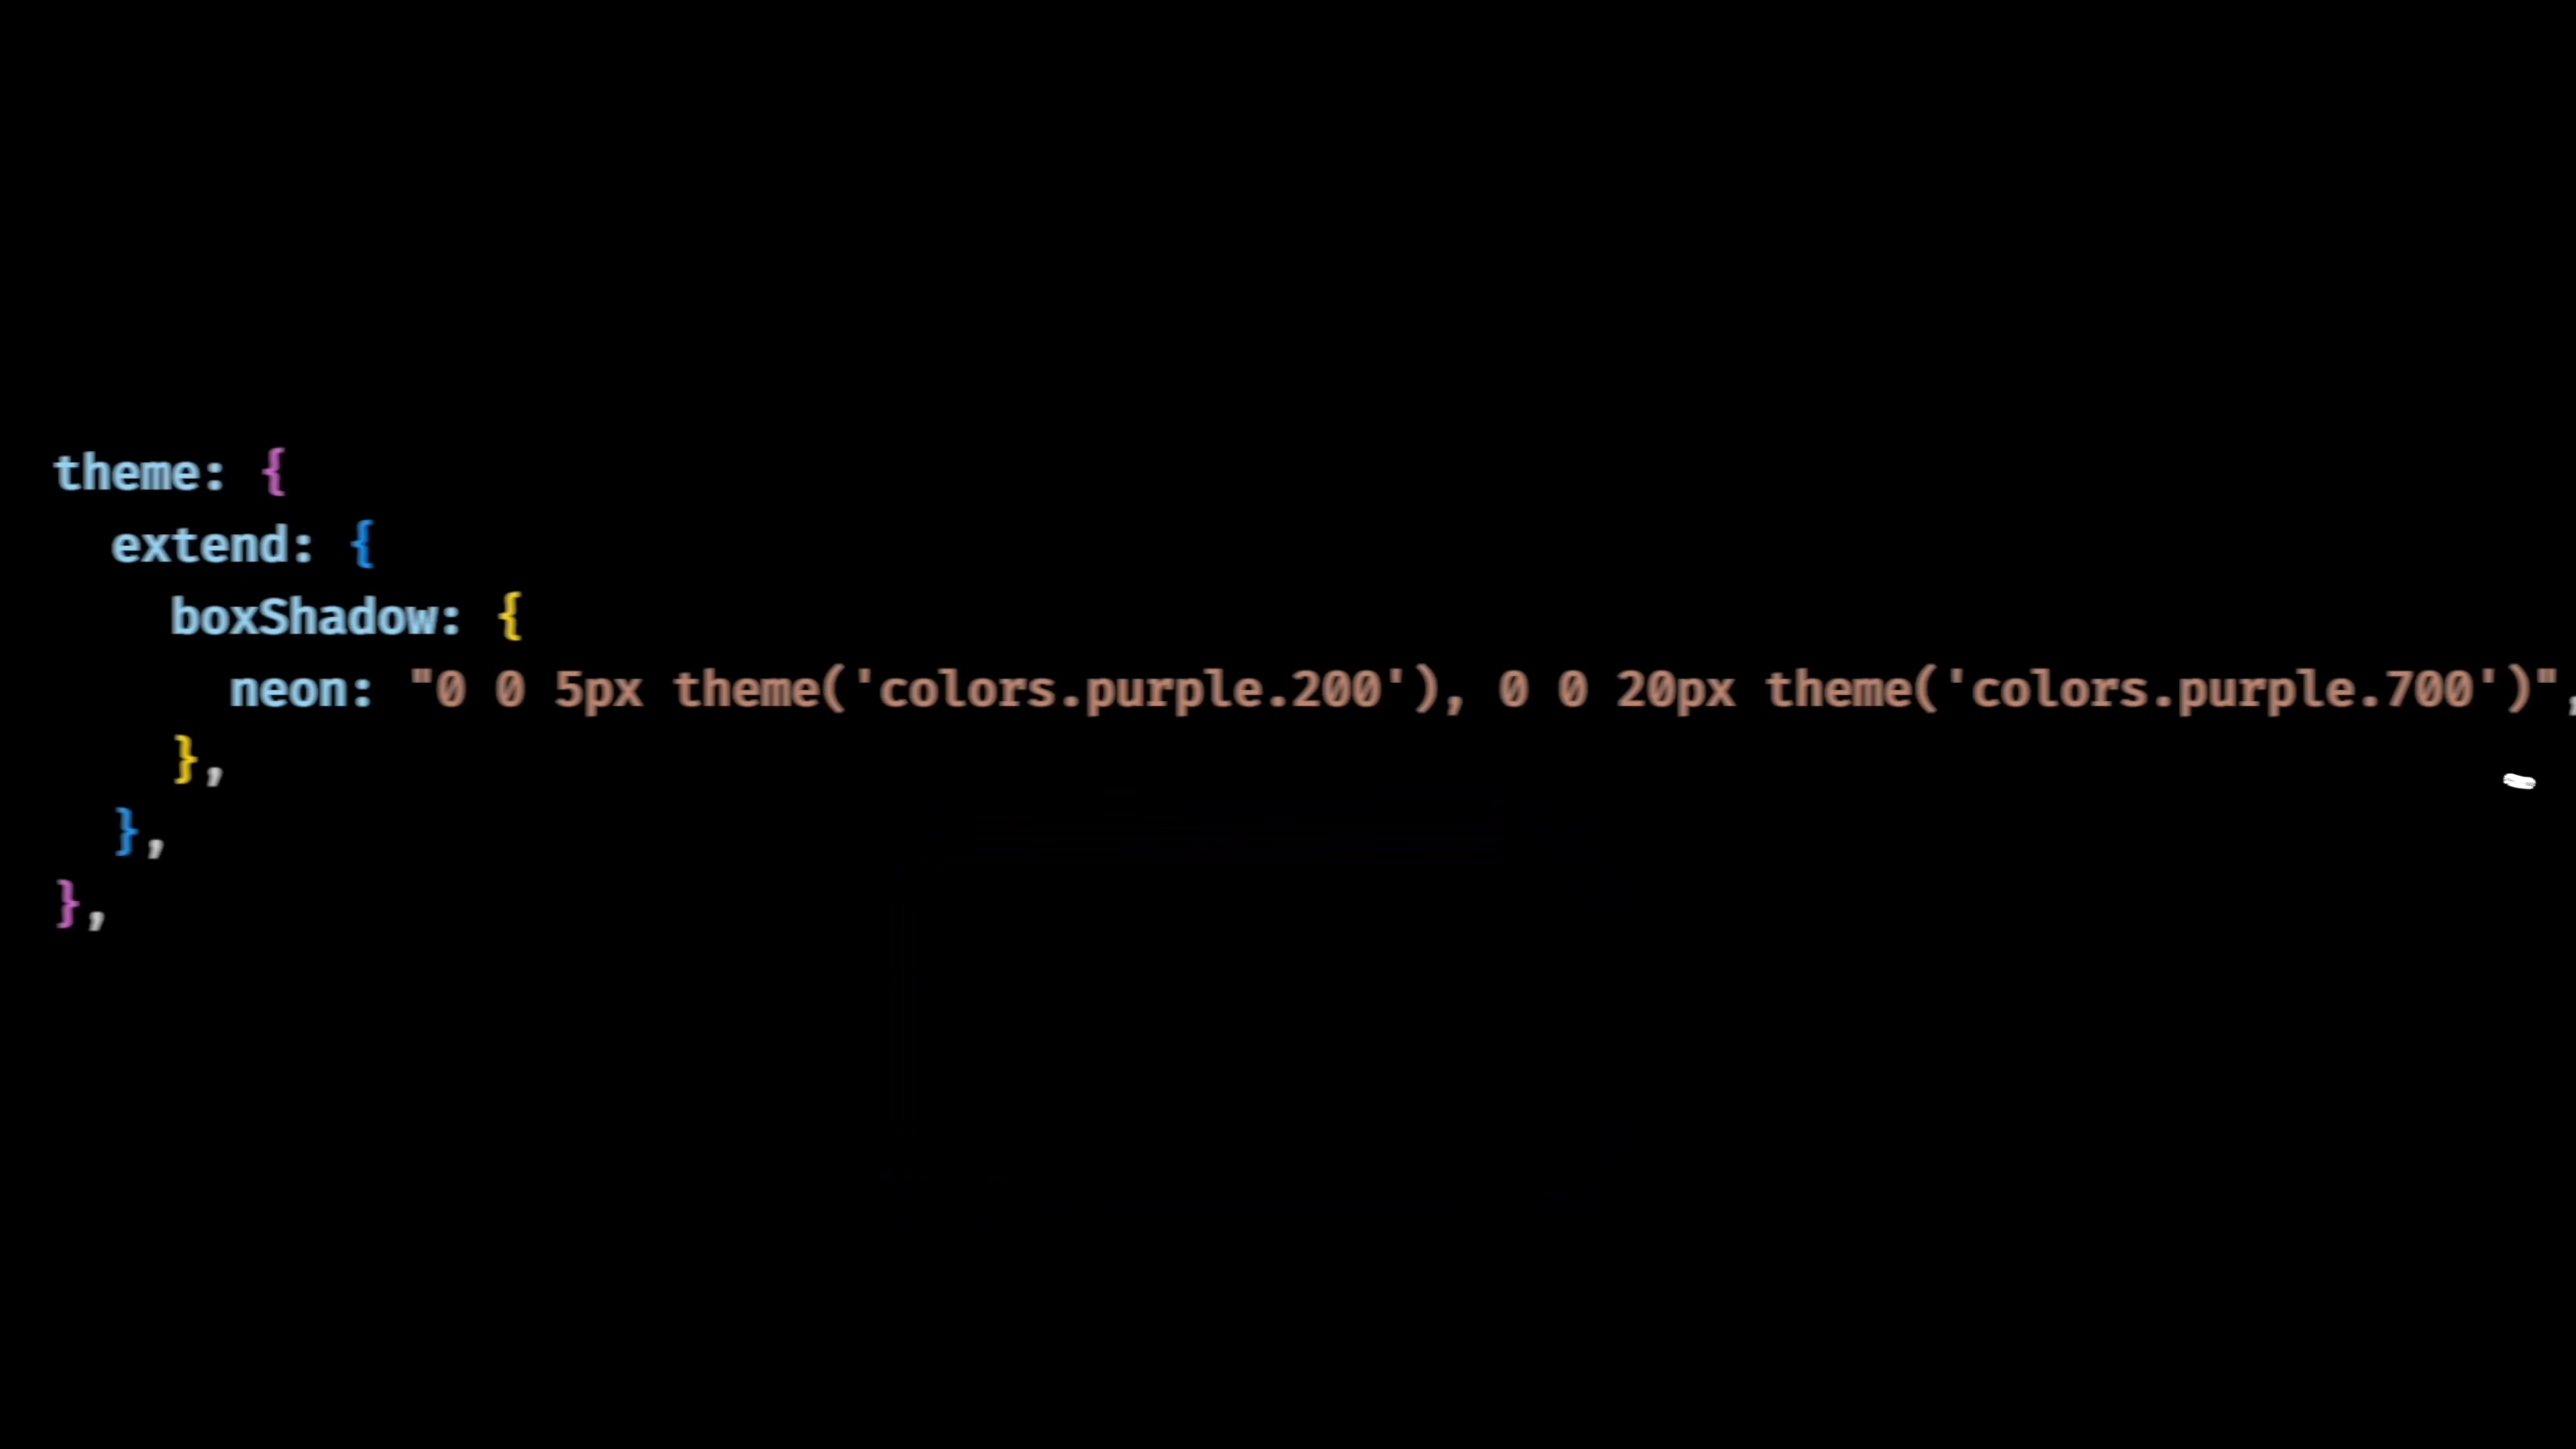 theme: {
extend: {
boxShadow: {
neon: "0 0 5px theme('colors.purple.200'), 0 0 20px theme('colors.purple.700')",
},
},
},